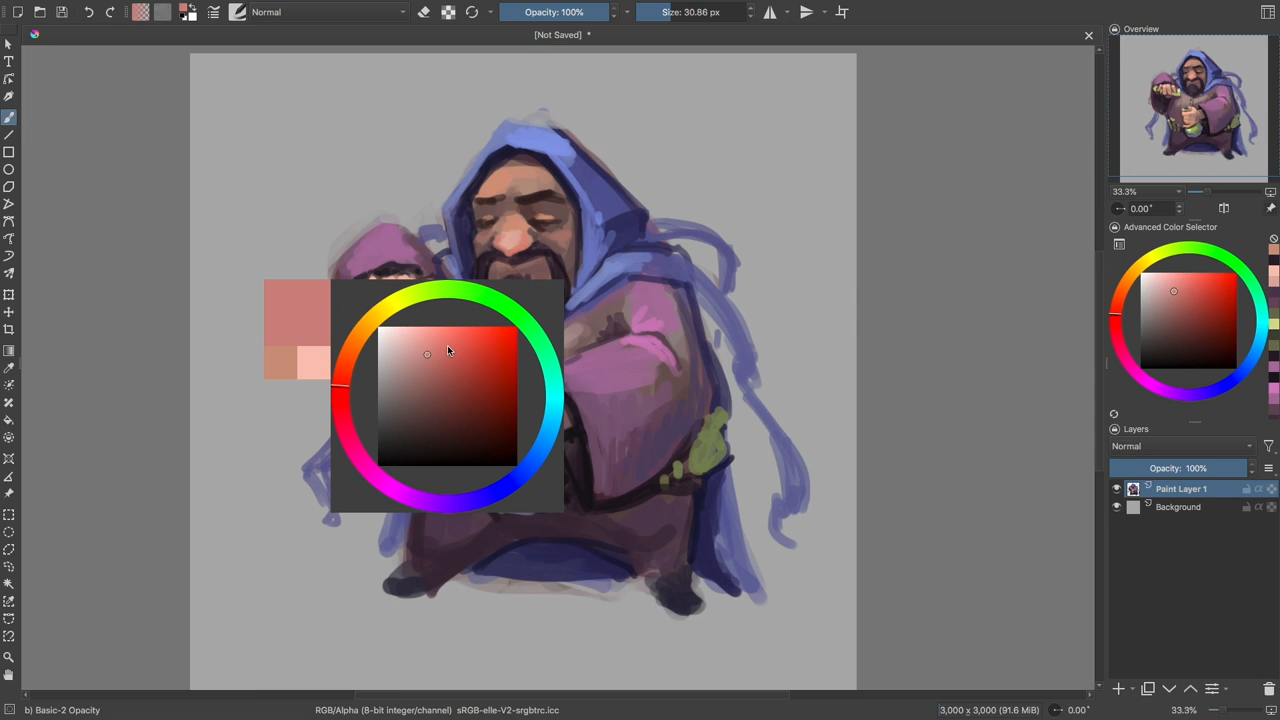 Normal
Opacity: 100%
Size: 30.86 px
[Not Saved] *
Overview
33.3%
0.00°
Advanced Color Selector
Layers
Normal
Opacity: 100%
Paint Layer 1
Background
b) Basic-2 Opacity
RGB/Alpha (8-bit integer/channel) sRGB-elle-V2-srgbtrc.icc
3,000 x 3,000 (91.6 MiB)
0.00°
33.3%